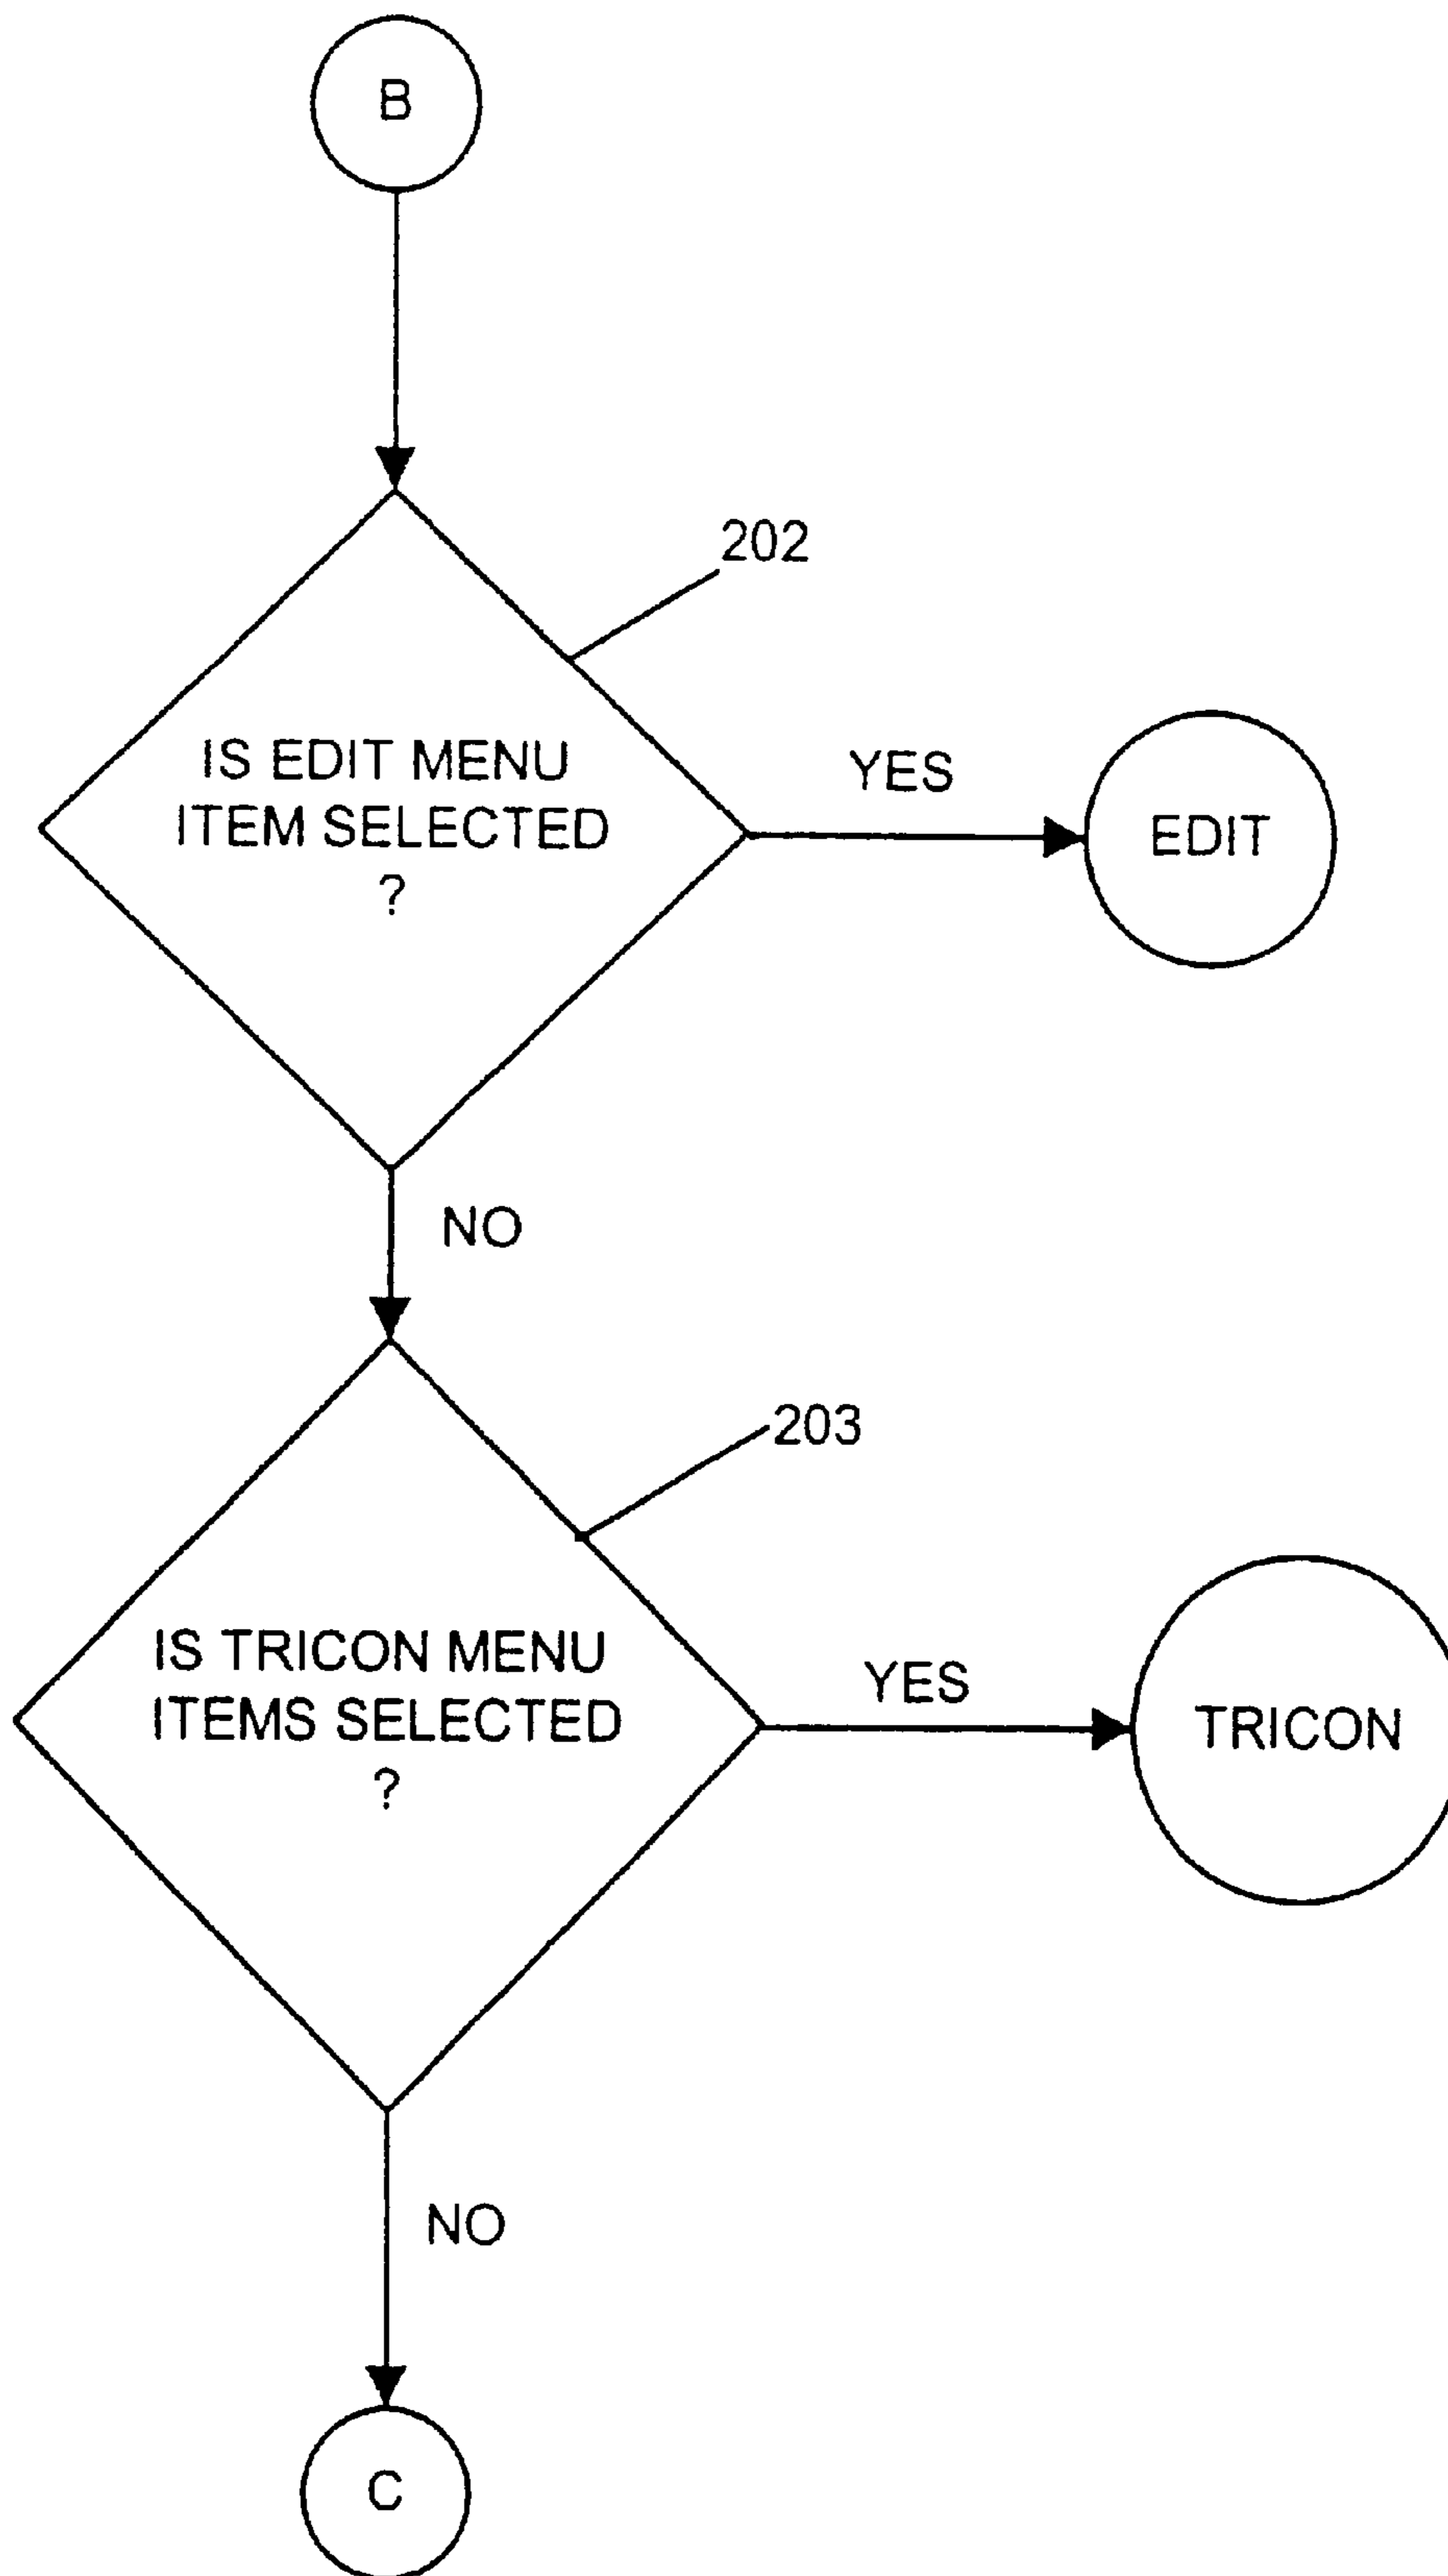 B
202
IS EDIT MENU
ITEM SELECTED
?
YES
EDIT
NO
203
IS TRICON MENU
ITEMS SELECTED
?
YES
TRICON
NO
C